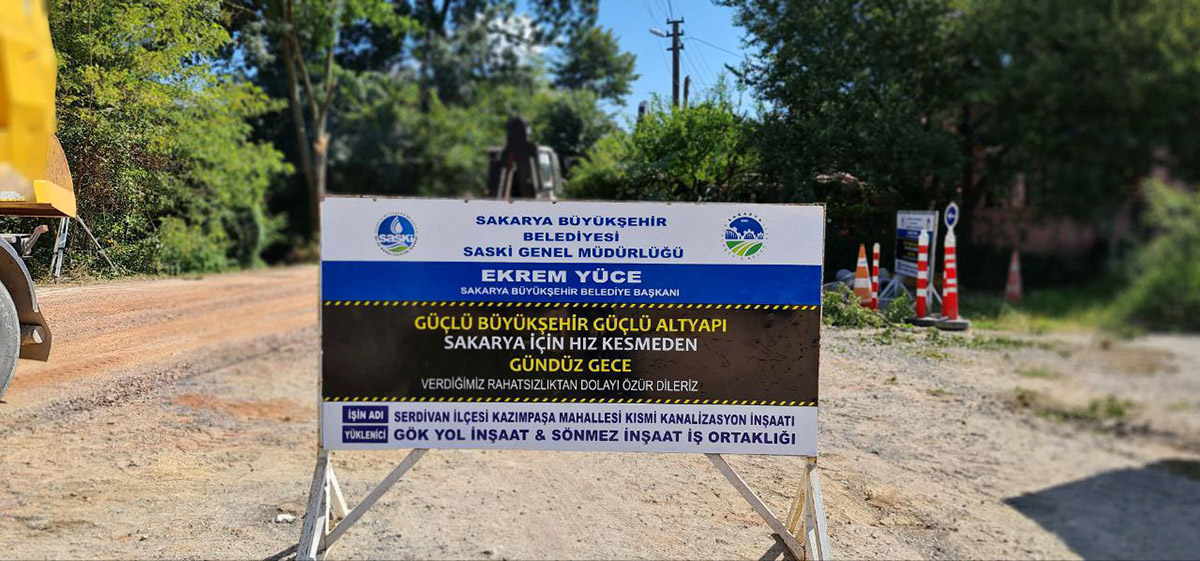 SASKİ
SAKARYA BÜYÜKŞEHİR
BELEDİYESİ
SASKİ GENEL MÜDÜRLÜĞÜ
EKREM YÜCE
SAKARYA BÜYÜKŞEHİR BELEDİYE BAŞKANI
GÜÇLÜ BÜYÜKŞEHİR GÜÇLÜ ALTYAPI
SAKARYA İÇİN HIZ KESMEDEN
GÜNDÜZ GECE
VERDİĞİMİZ RAHATSIZLIKTAN DOLAYI ÖZÜR DİLERİZ
İŞİN ADI SERDİVAN İLÇESİ KAZIMPAŞA MAHALLESİ KISMİ KANALİZASYON İNŞAATI
YÜKLENİCİ GÖK YOL İNŞAAT & SÖNMEZ İNŞAAT İŞ ORTAKLIĞI